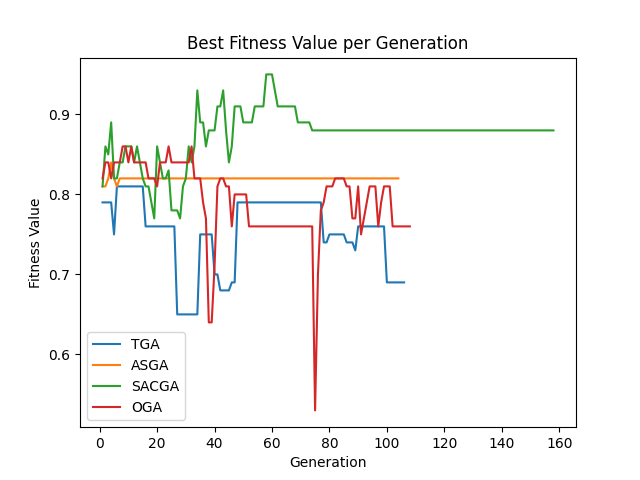 Best Fitness Value per Generation
Fitness Value
0.9
0.8
0.7
0.6
TGA
ASGA
SACGA
OGA
0 20 40 60 80 100 120 140 160
Generation